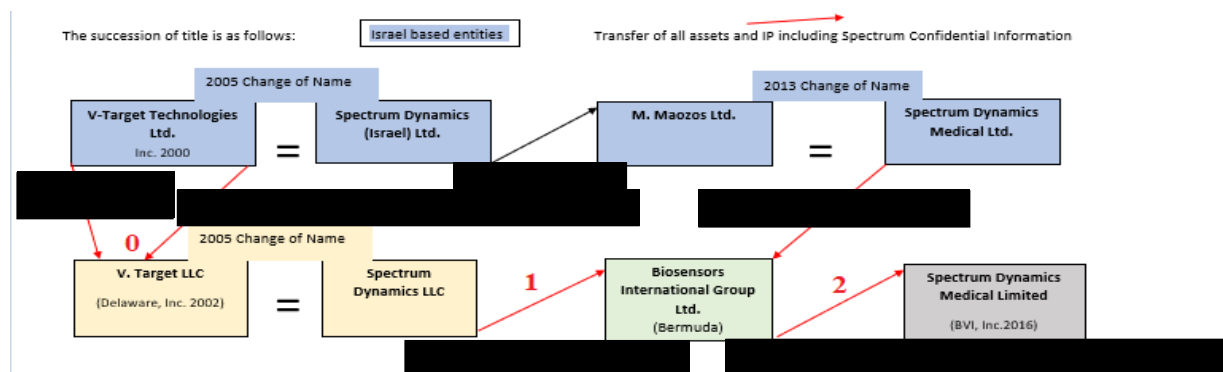 The succession of title is as follows:
Israel based entities
Transfer of all assets and IP including Spectrum Confidential Information
2005 Change of Name
2013 Change of Name
V-Target Technologies
Ltd.
Inc. 2000
=
Spectrum Dynamics
(Israel) Ltd.
M. Maozos Ltd.
=
Spectrum Dynamics
Medical Ltd.
0
2005 Change of Name
V. Target LLC
(Delaware, Inc. 2002)
=
Spectrum
Dynamics LLC
1
Biosensors
International Group
Ltd.
(Bermuda)
2
Spectrum Dynamics
Medical Limited
(BVI, Inc.2016)